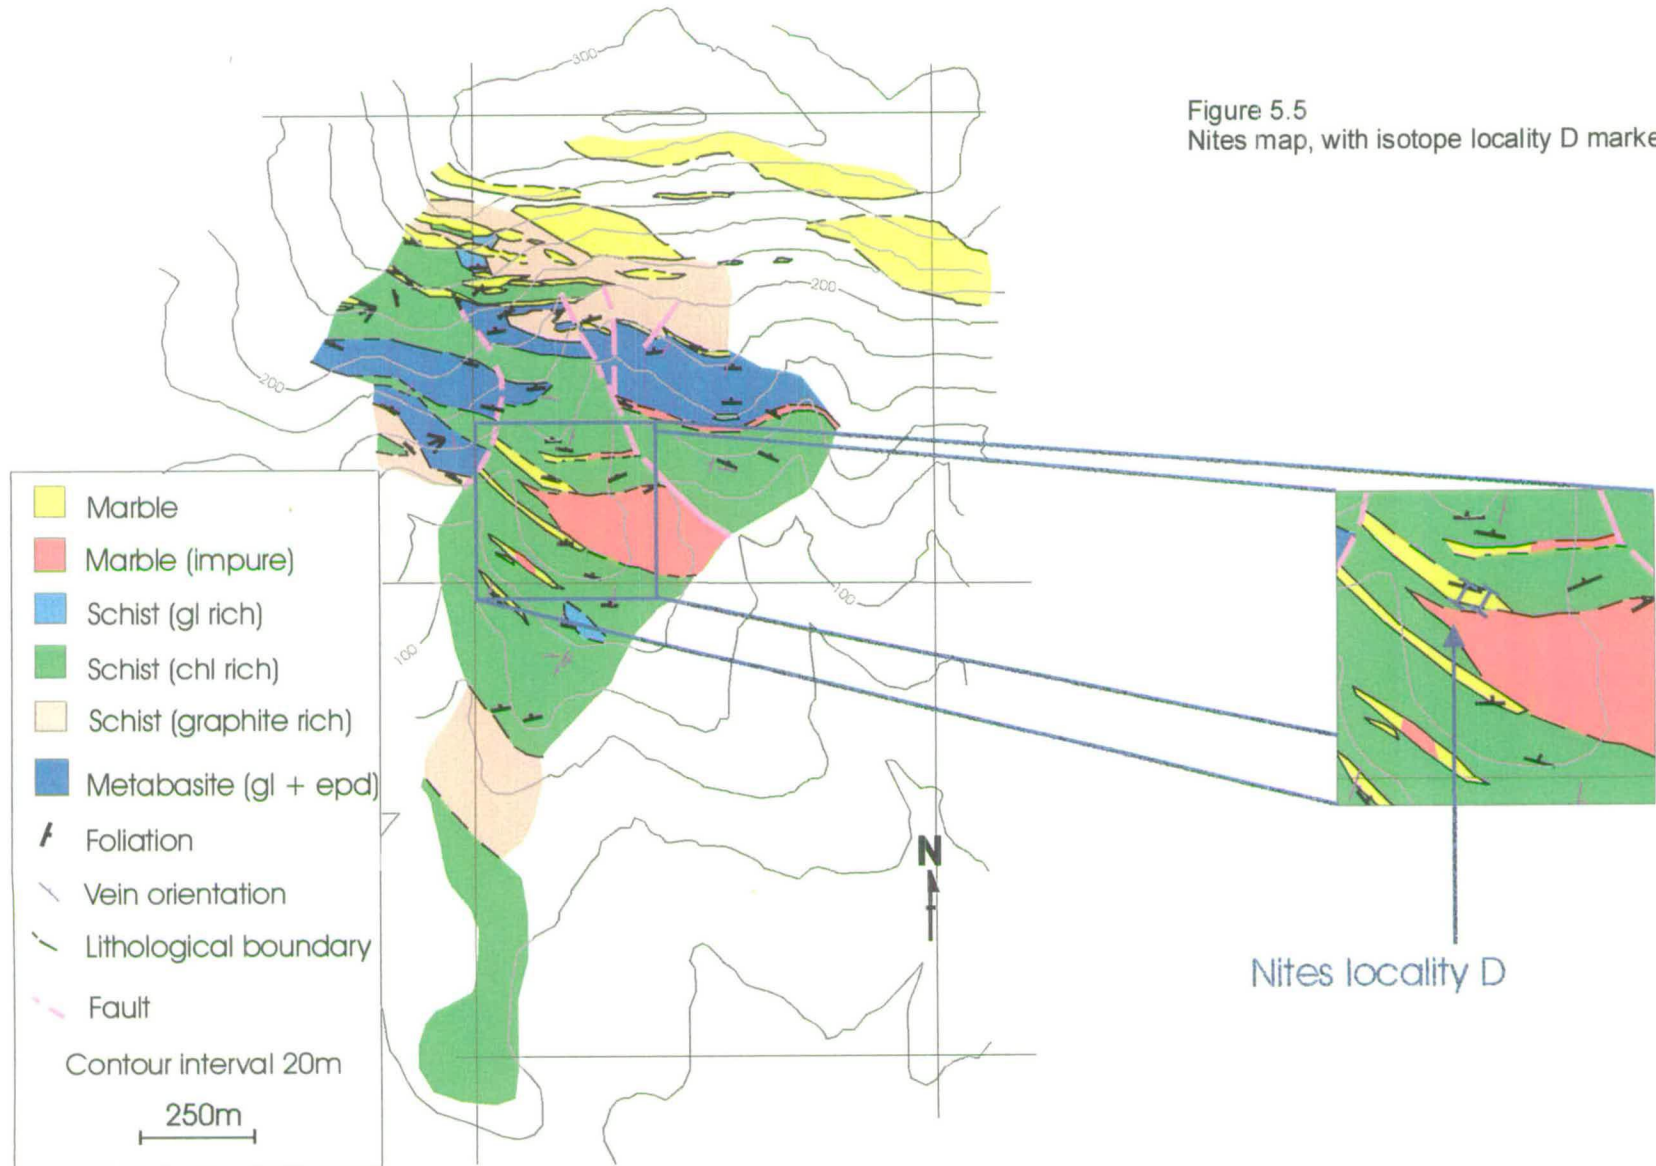 Figure 5.5
Nites map, with isotope locality D marke
300
200
200
100
100
Marble
Marble (impure)
Schist (gl rich)
Schist (chl rich)
Schist (graphite rich)
Metabasite (gl + epd)
Foliation
Vein orientation
Lithological boundary
Fault
Contour interval 20m
250m
N
Nites locality D